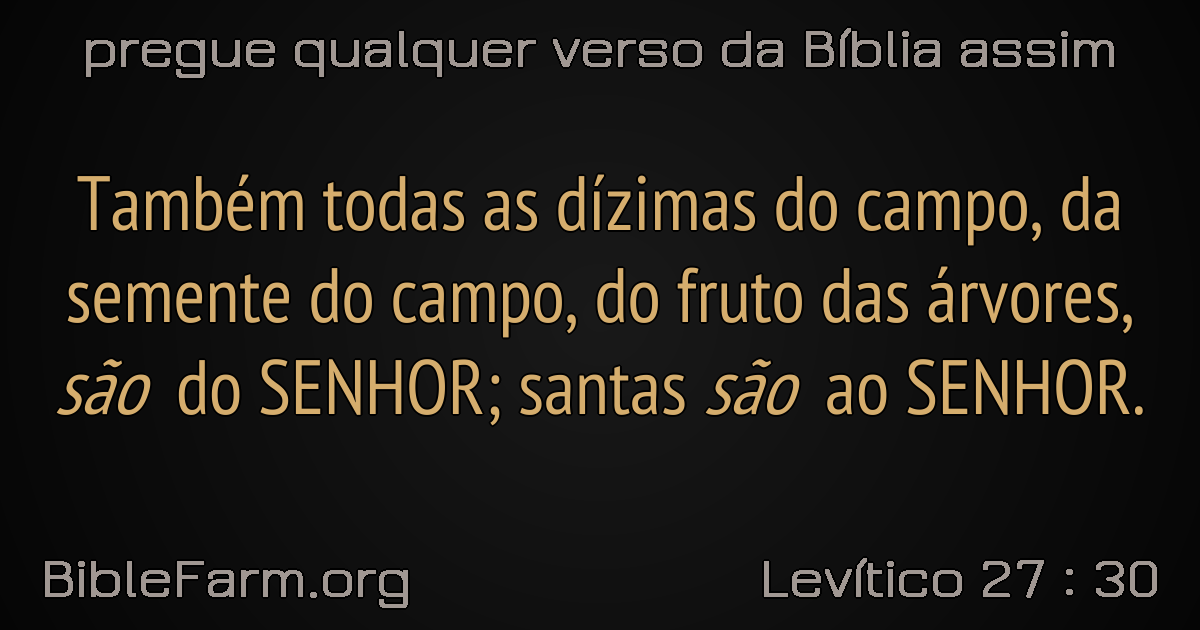 pregue qualquer verso da Bíblia assim
Também todas as dízimas do campo, da
semente do campo, do fruto das árvores,
são do SENHOR; santas são ao SENHOR.
BibleFarm.org
Levítico 27 : 30